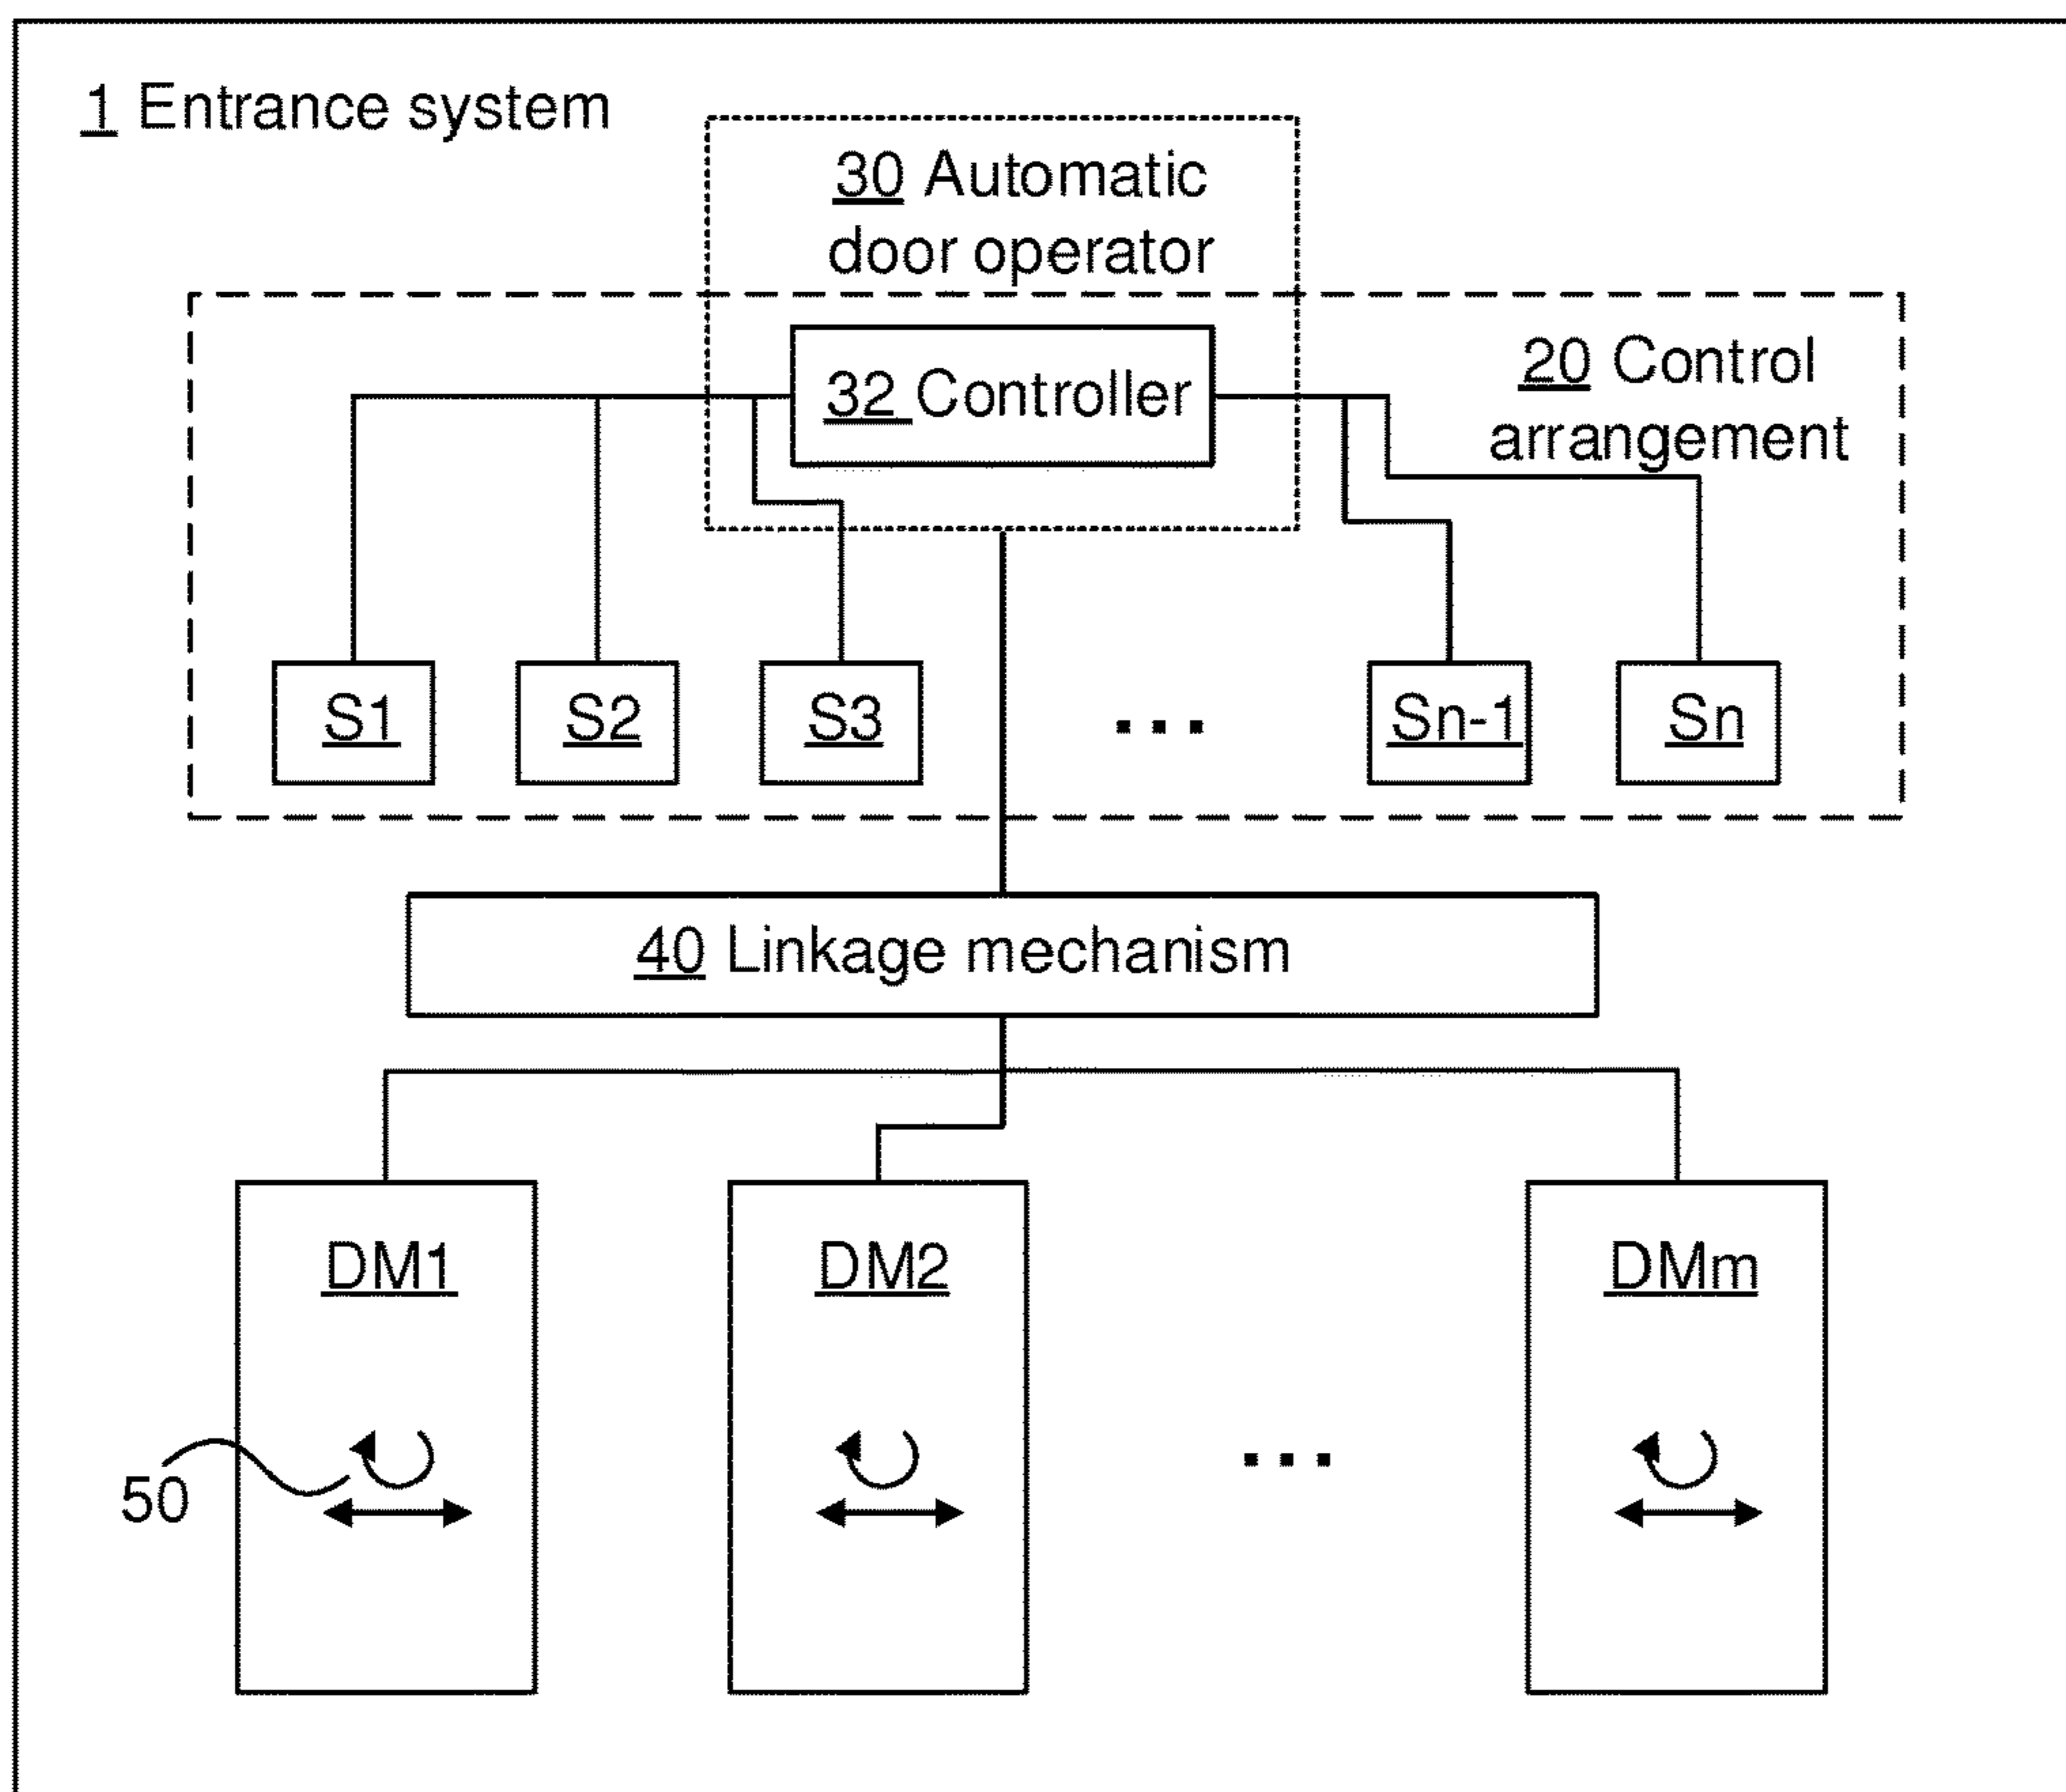 1 Entrance system
30 Automatic
door operator
32 Controller
20 Control
arrangement
S1 S2 S3 ... Sn-1 Sn
40 Linkage mechanism
DM1 DM2 DMm
...
50